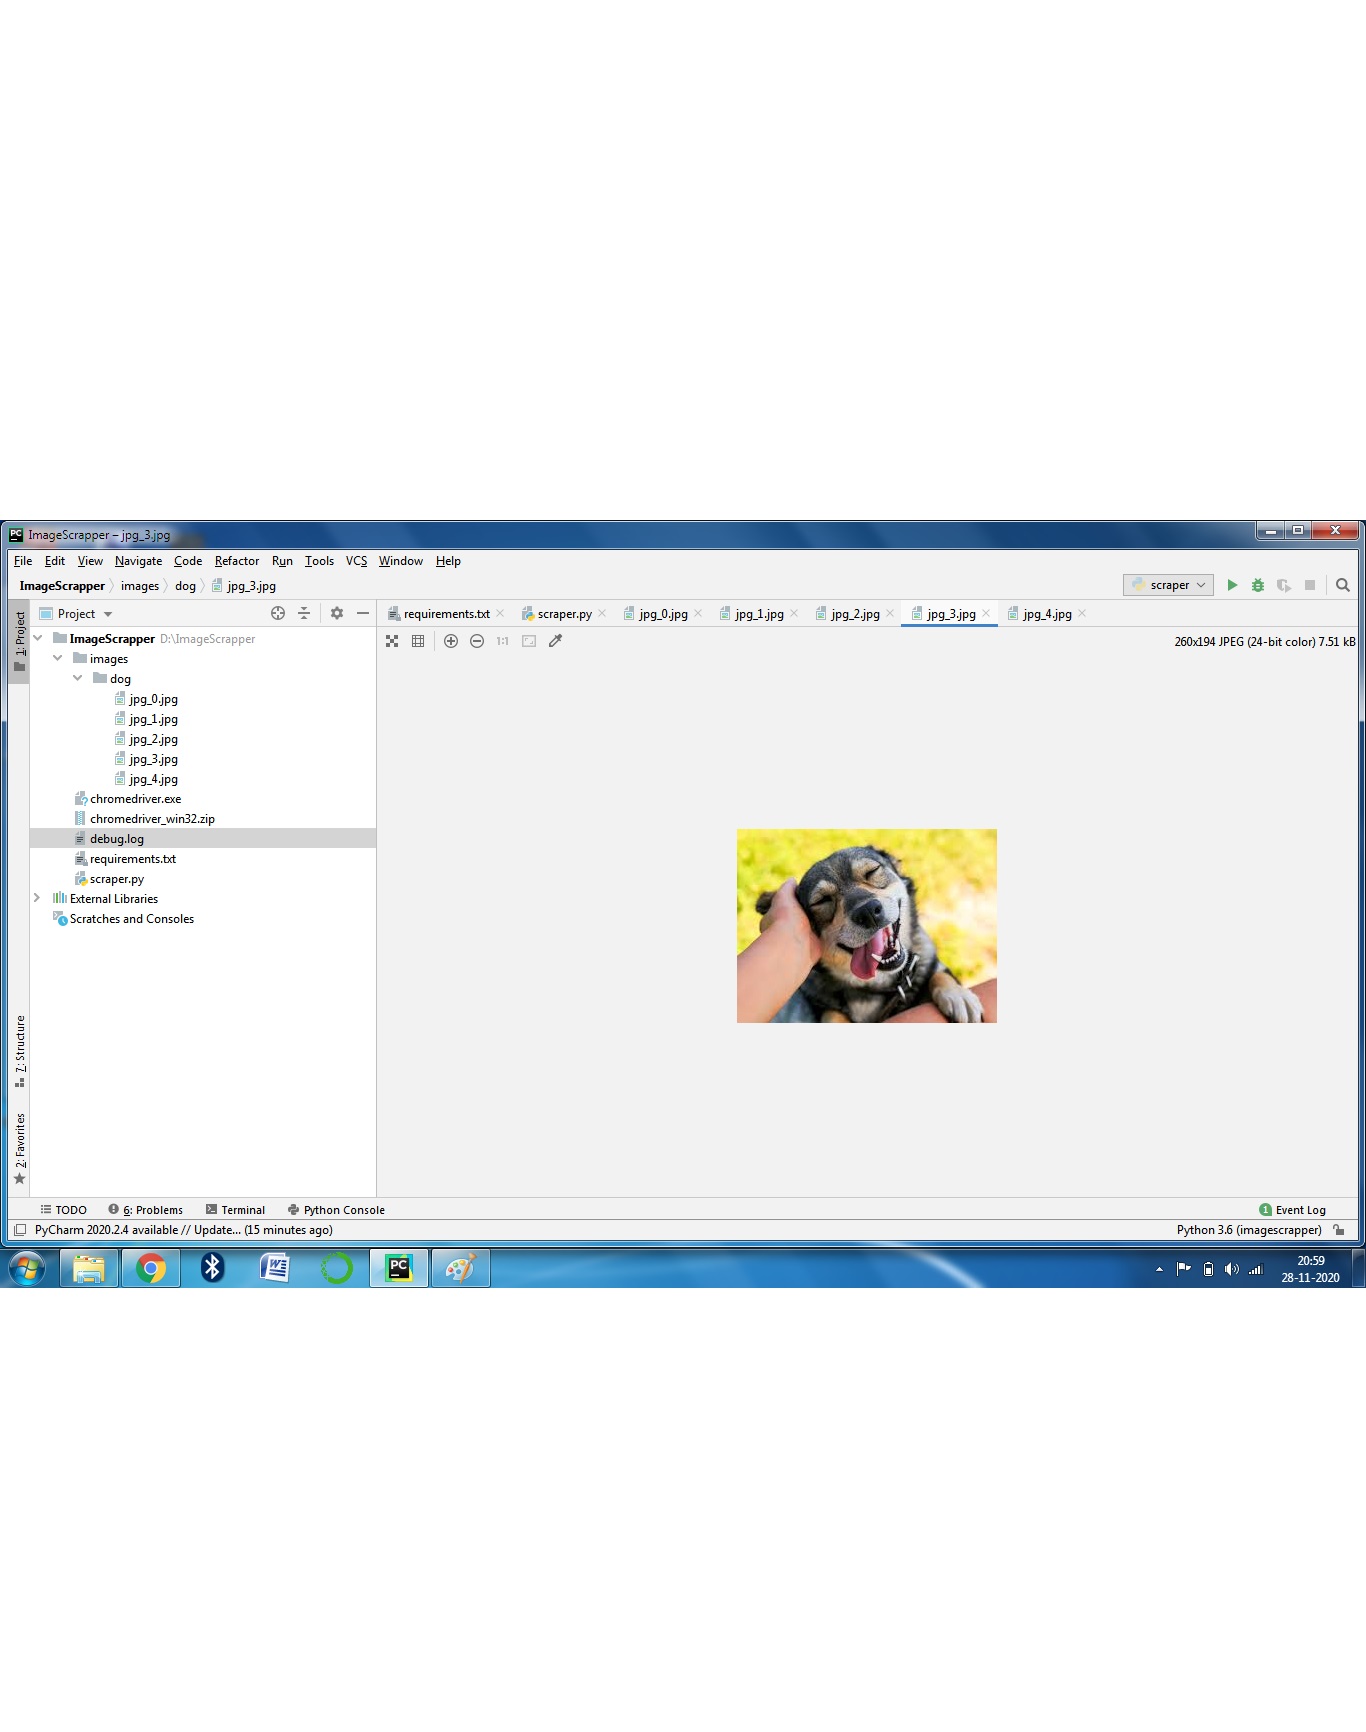 ImageScrapper – jpg_3.jpg
File Edit View Navigate Code Refactor Run Tools VCS Window Help
ImageScrapper images dog jpg_3.jpg scraper
1: Project
Project
requirements.txt scraper.py jpg_0.jpg jpg_1.jpg jpg_2.jpg jpg_3.jpg jpg_4.jpg
1:1 260x194 JPEG (24-bit color) 7.51 kB
ImageScrapper D:\ImageScrapper
images
dog
jpg_0.jpg
jpg_1.jpg
jpg_2.jpg
jpg_3.jpg
jpg_4.jpg
chromedriver.exe
chromedriver_win32.zip
debug.log
requirements.txt
scraper.py
External Libraries
Scratches and Consoles
7: Structure
2: Favorites
TODO 6: Problems Terminal Python Console 1 Event Log
PyCharm 2020.2.4 available // Update... (15 minutes ago) Python 3.6 (imagescrapper)
PC
20:59
28-11-2020